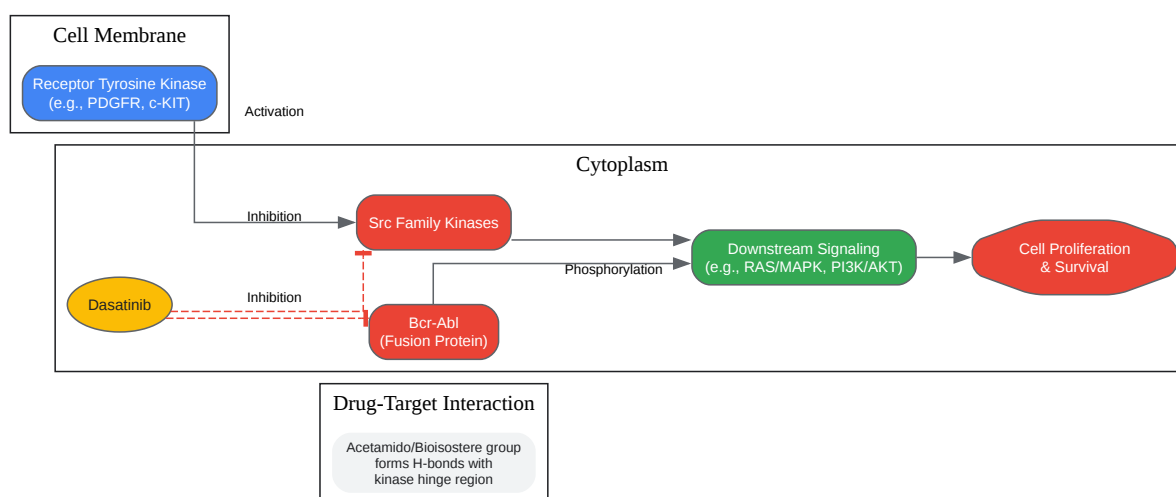 Cell Membrane
Receptor Tyrosine Kinase
(e.g., PDGFR, c-KIT)
Activation
Cytoplasm
Inhibition
Src Family Kinases
Downstream Signaling
(e.g., RAS/MAPK, PI3K/AKT)
Cell Proliferation
& Survival
Phosphorylation
Inhibition
Dasatinib
Bcr-Abl
(Fusion Protein)
Drug-Target Interaction
Acetamido/Bioisostere group
forms H-bonds with
kinase hinge region